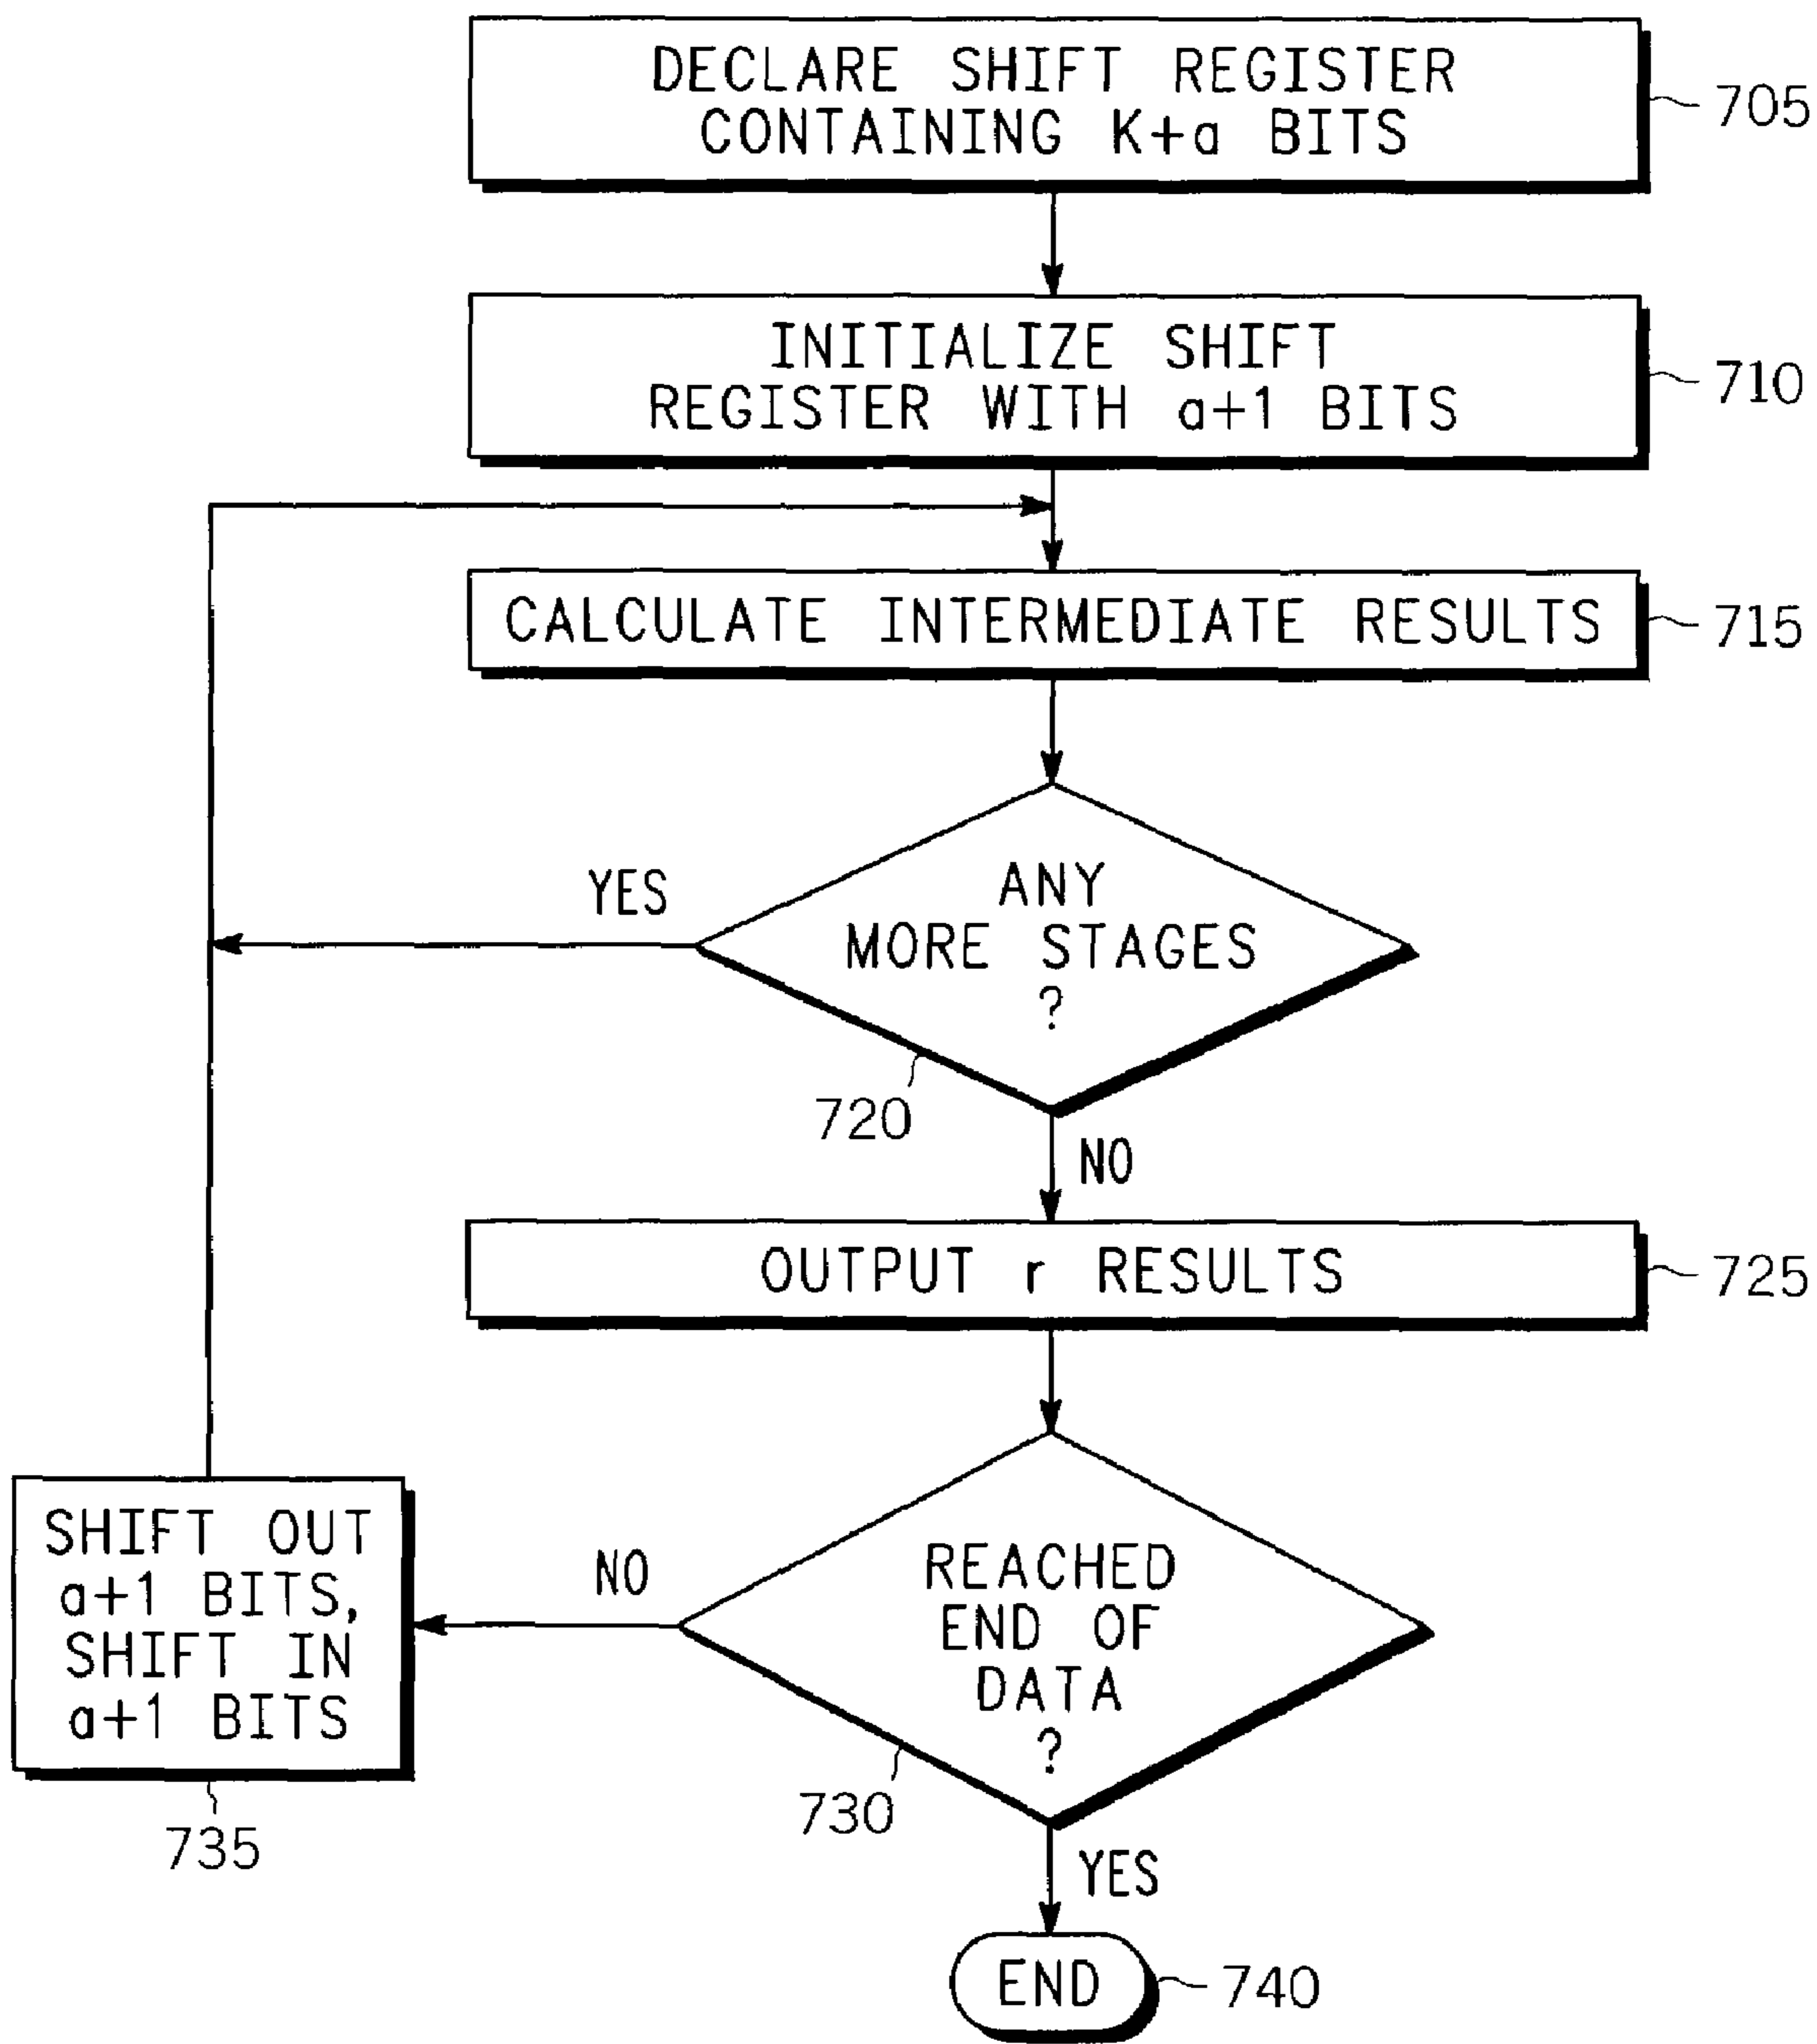 DECLARE SHIFT REGISTER
CONTAINING K+a BITS
705
INITIALIZE SHIFT
REGISTER WITH a+1 BITS
710
CALCULATE INTERMEDIATE RESULTS
715
YES
ANY
MORE STAGES
?
720
NO
OUTPUT r RESULTS
725
SHIFT OUT
a+1 BITS,
SHIFT IN
a+1 BITS
735
NO
REACHED
END OF
DATA
?
730
YES
END
740